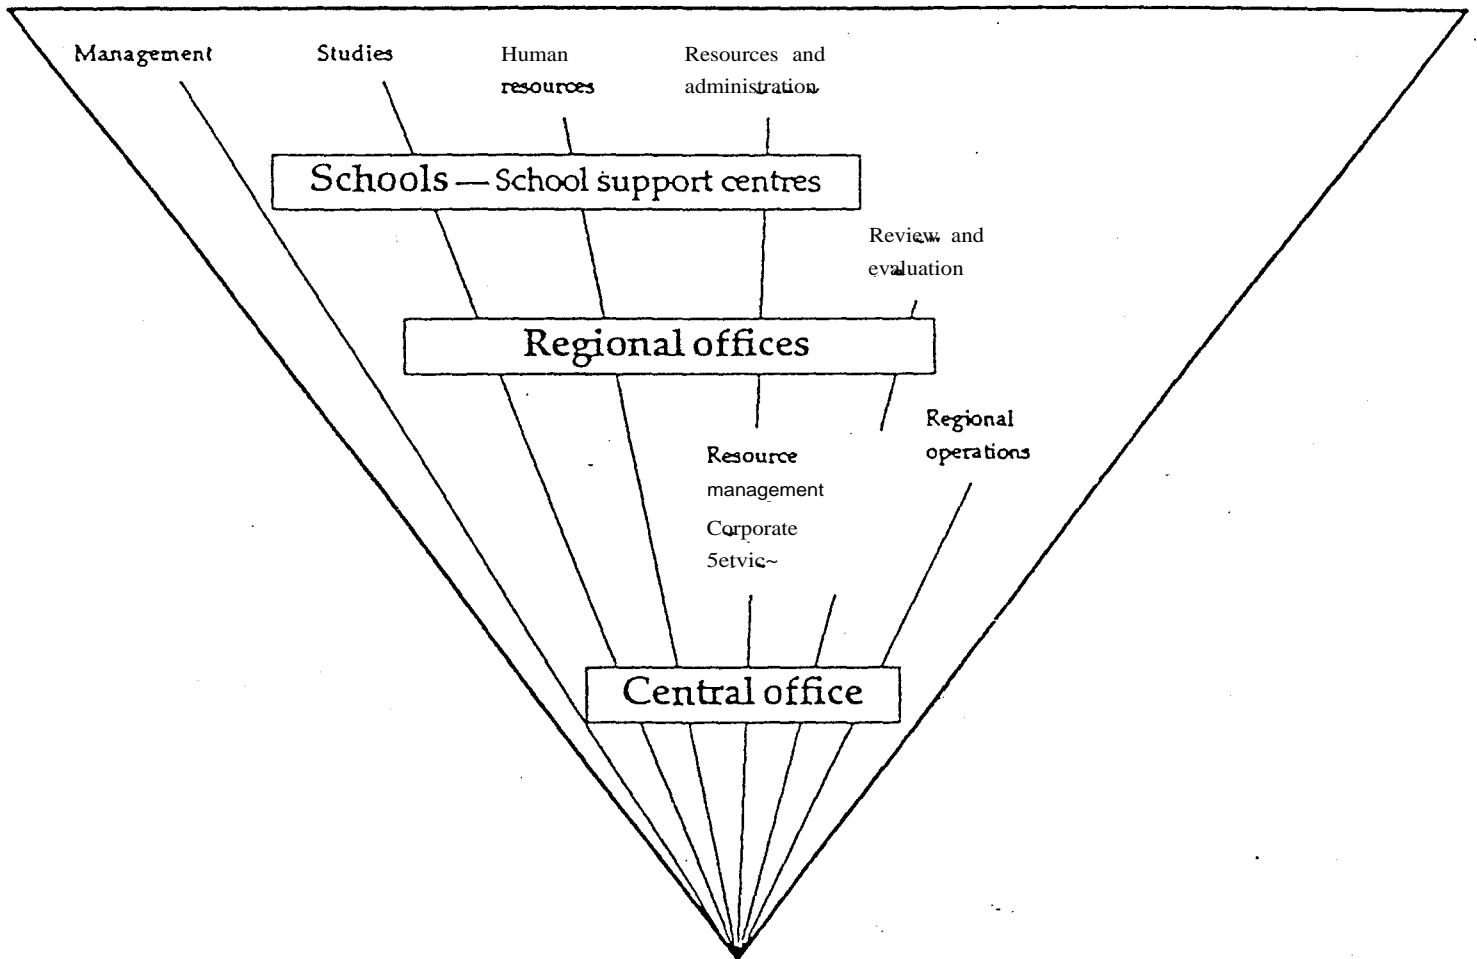 Management
Studies
Human
resources
Resources and
administration
Schools — School support centres
Review and
evaluation
Regional offices
Regional
operations
Resource
management
Corporate
5etvic~
Central office